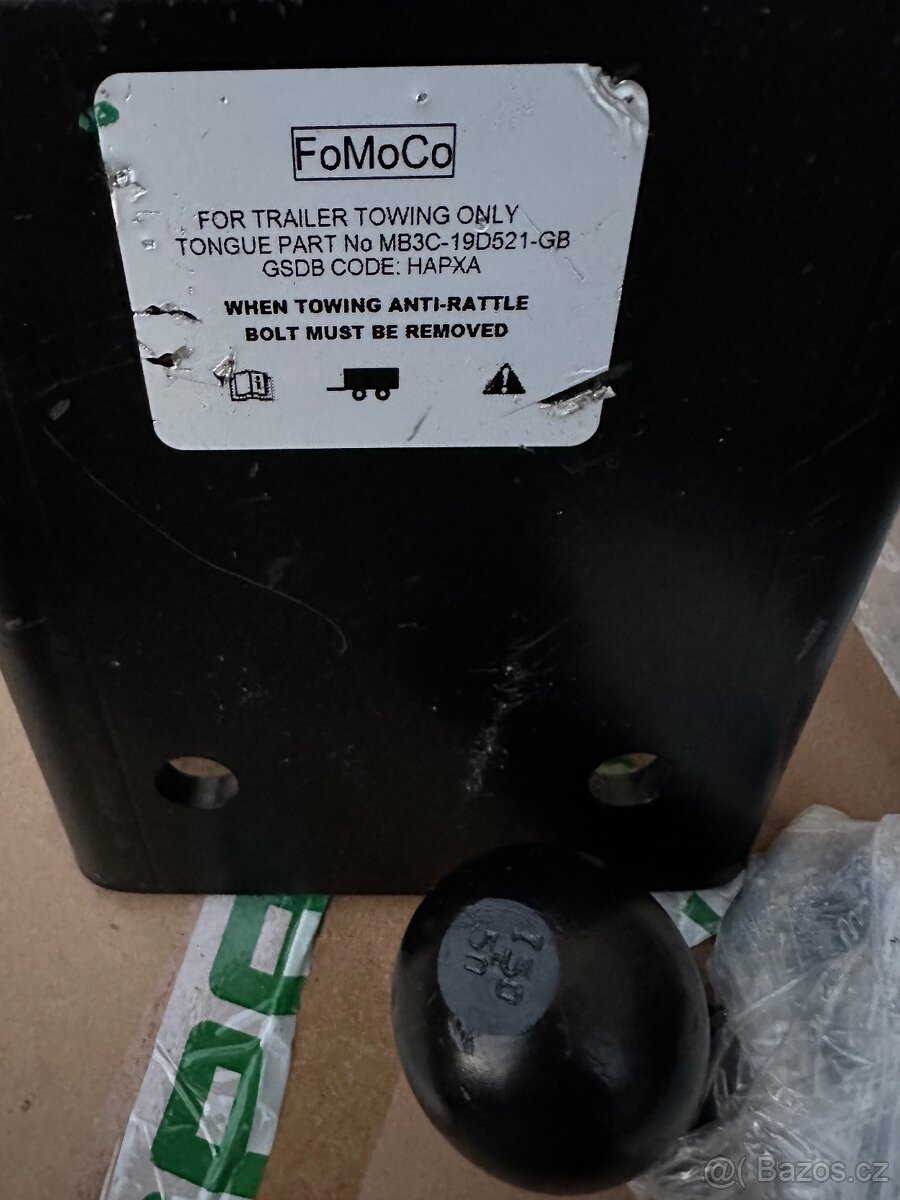 FoMoCo
FOR TRAILER TOWING ONLY
TONGUE PART No MB3C-19D521-GB
GSDB CODE: HAPXA
WHEN TOWING ANTI-RATTLE
BOLT MUST BE REMOVED
@( Bazos.cz